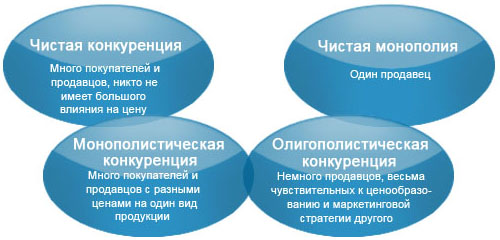 Чистая конкуренция
Много покупателей и
продавцов, никто не
имеет большого
влияния на цену
Чистая монополия
Один продавец
Монополистическая
конкуренция
Много покупателей и
продавцов с разными
ценами на один вид
продукции
Олигополистическая
конкуренция
Немного продавцов, весьма
чувствительных к ценообразо-
ванию и маркетинговой
стратегии другого